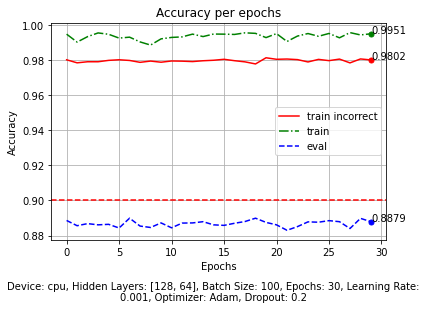 Accuracy per epochs
1.00
0.98
0.96
0.94
0.92
0.90
0.88
Accuracy
0.9951
0.9802
0.8879
train incorrect
train
eval
0 5 10 15 20 25 30
Epochs
Device: cpu, Hidden Layers: [128, 64], Batch Size: 100, Epochs: 30, Learning Rate:
0.001, Optimizer: Adam, Dropout: 0.2